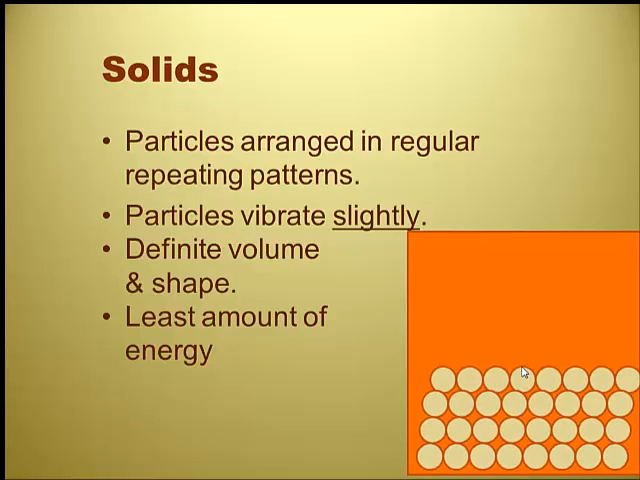 Solids
• Particles arranged in regular
repeating patterns.
• Particles vibrate slightly.
• Definite volume
& shape.
• Least amount of
energy